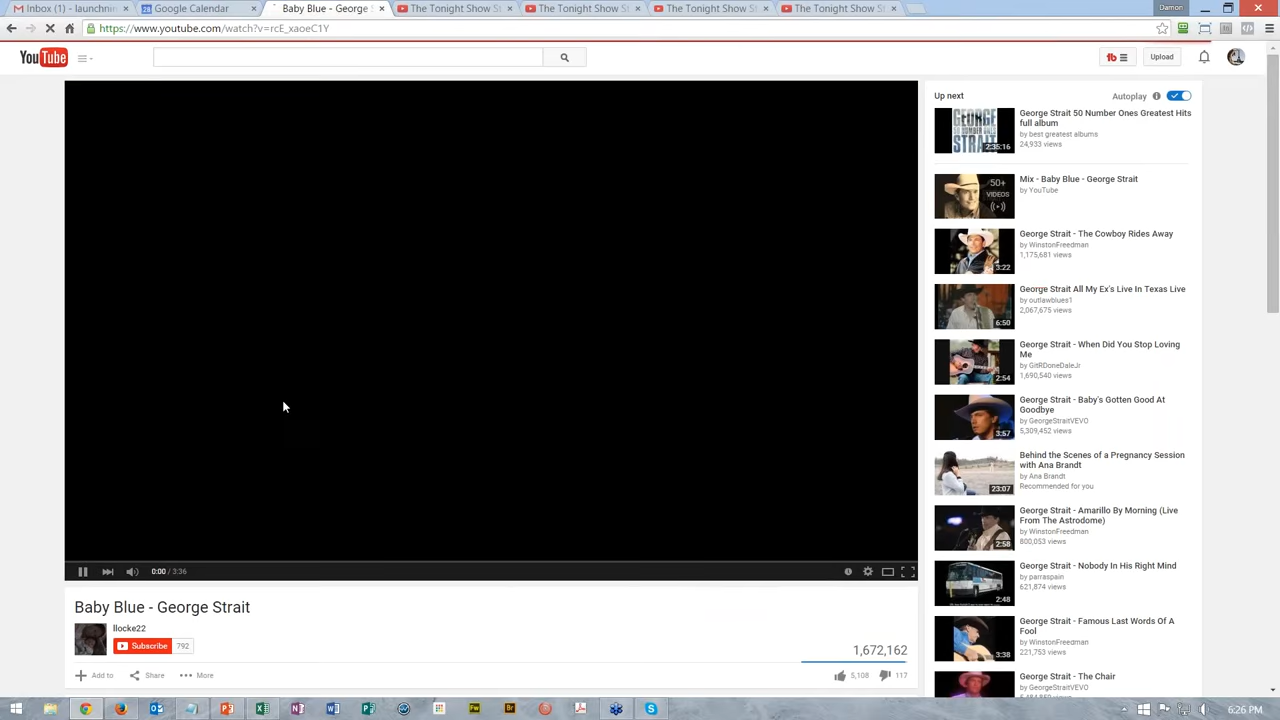 Inbox
28
Google Calendar
Baby Blue - George
The Tonight Show S
The Tonight Show
The Tonight Show
The Tonight Show
Damon
https://www.youtube.com/watch?v=rcE_xaoeC1Y
YouTube
Upload
Up next
Autoplay
GEORGE
50 NUMBER ONES
STRAIT
2:35:16
George Strait 50 Number Ones Greatest Hits
full album
by best greatest albums
24,933 views
50+
VIDEOS
Mix - Baby Blue - George Strait
by YouTube
3:22
George Strait - The Cowboy Rides Away
by WinstonFreedman
1,175,681 views
6:50
George Strait All My Ex's Live In Texas Live
by outlawblues1
2,067,675 views
2:54
George Strait - When Did You Stop Loving
Me
by GitRDoneDaleJr
1,690,540 views
3:57
George Strait - Baby's Gotten Good At
Goodbye
by GeorgeStraitVEVO
5,309,452 views
23:07
Behind the Scenes of a Pregnancy Session
with Ana Brandt
by Ana Brandt
Recommended for you
2:58
George Strait - Amarillo By Morning (Live
From The Astrodome)
by WinstonFreedman
800,053 views
2:48
George Strait - Nobody In His Right Mind
by parraspain
621,874 views
3:38
George Strait - Famous Last Words Of A
Fool
by WinstonFreedman
221,753 views
George Strait - The Chair
by GeorgeStraitVEVO
0:00 / 3:36
Baby Blue - George Strait
llocke22
Subscribe
792
1,672,162
Add to
Share
More
5,108
117
6:26 PM